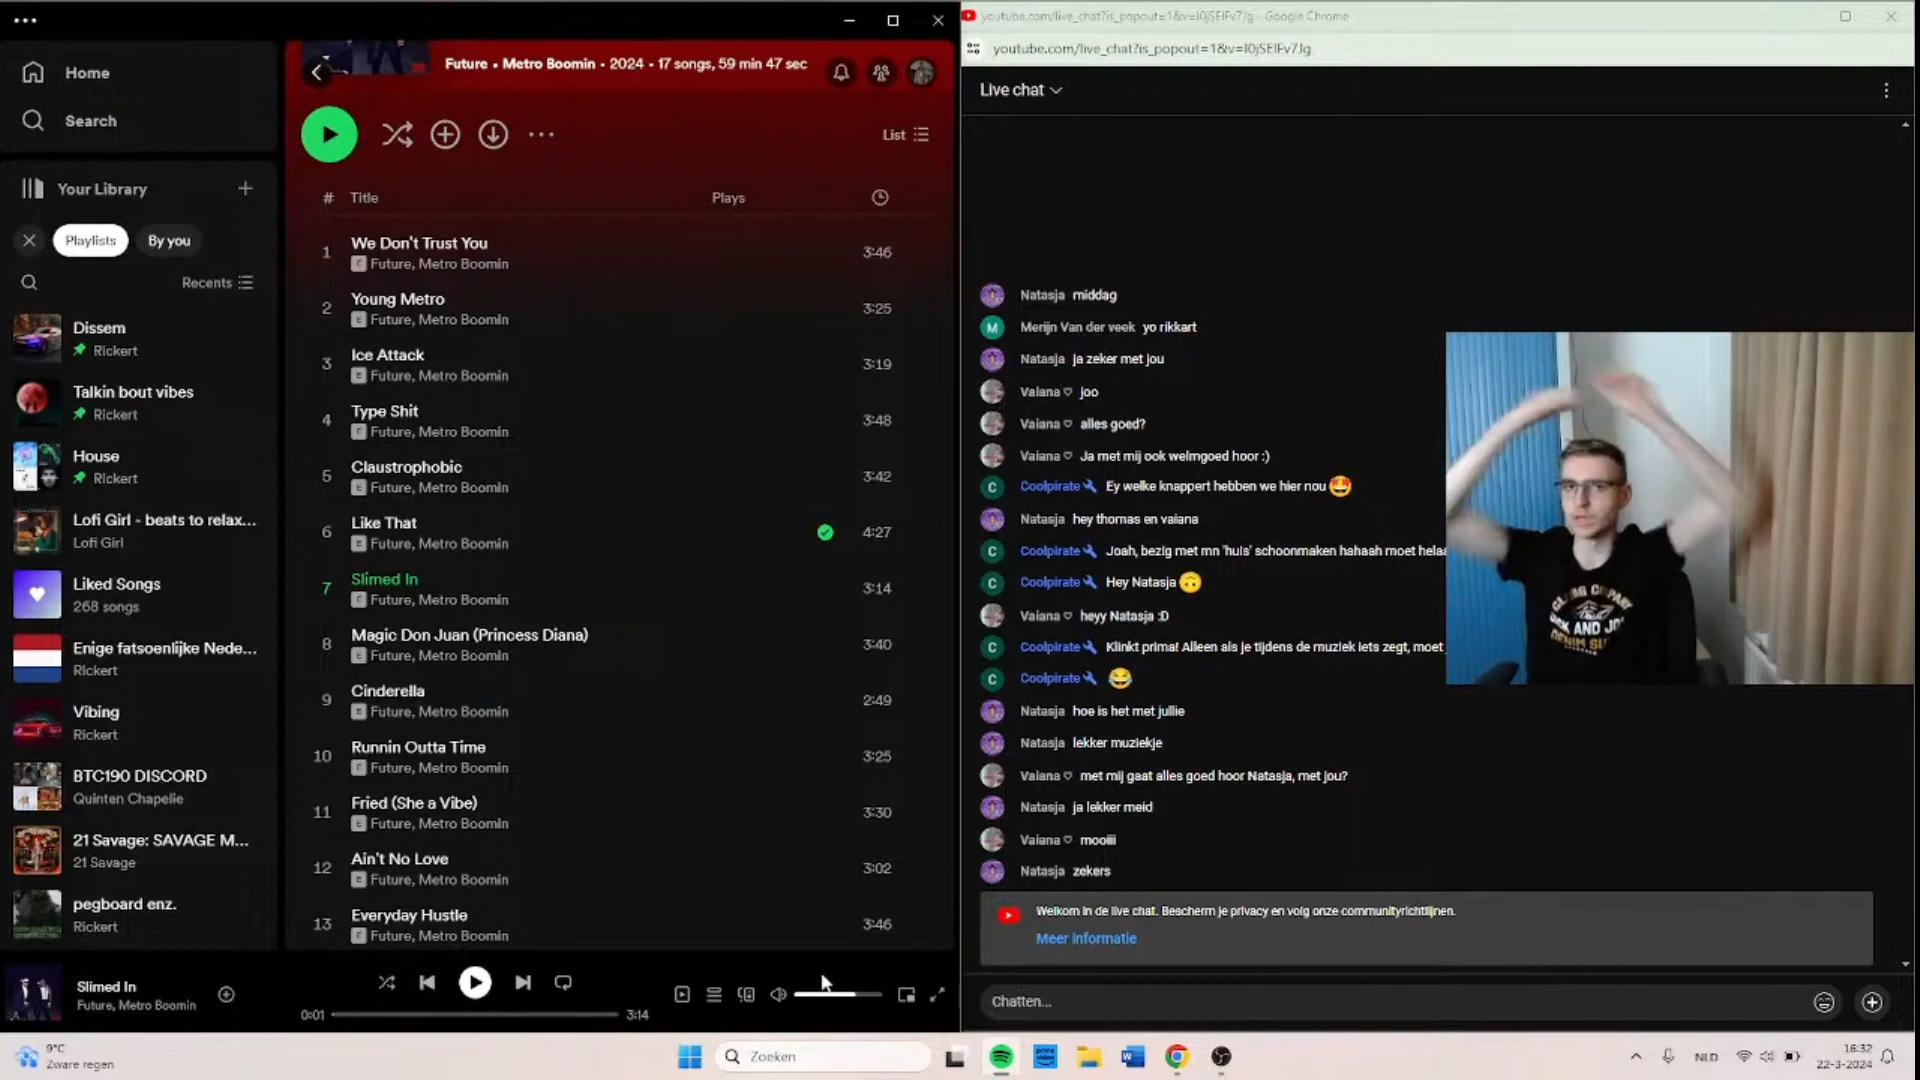 Home
Search
Your Library
Playlists
By you
Recents
Dissem
Rickert
Talkin bout vibes
Rickert
House
Rickert
Lofi Girl - beats to relax...
Lofi Girl
Liked Songs
268 songs
Enige fatsoenlijke Nede...
Rickert
Vibing
Rickert
BTC190 DISCORD
Quinten Chapelie
21 Savage: SAVAGE M...
21 Savage
pegboard enz.
Rickert
Future • Metro Boomin • 2024 • 17 songs, 59 min 47 sec
List
# Title Plays
1 We Don't Trust You 3:46
E Future, Metro Boomin
2 Young Metro 3:25
E Future, Metro Boomin
3 Ice Attack 3:19
E Future, Metro Boomin
4 Type Shit 3:48
E Future, Metro Boomin
5 Claustrophobic 3:42
E Future, Metro Boomin
6 Like That 4:27
E Future, Metro Boomin
7 Slimed In 3:14
E Future, Metro Boomin
8 Magic Don Juan (Princess Diana) 3:40
E Future, Metro Boomin
9 Cinderella 2:49
E Future, Metro Boomin
10 Runnin Outta Time 3:25
E Future, Metro Boomin
11 Fried (She a Vibe) 3:30
E Future, Metro Boomin
12 Ain't No Love 3:02
E Future, Metro Boomin
13 Everyday Hustle 3:46
E Future, Metro Boomin
Slimed In
Future, Metro Boomin
0:01
3:14
youtube.com/live_chat?is_popout=1&v=I0jSEIFv7Jg - Google Chrome
youtube.com/live_chat?is_popout=1&v=I0jSEIFv7Jg
Live chat
Natasja middag
M Merijn Van der veek yo rikkart
Natasja ja zeker met jou
Vaiana ♡ joo
Vaiana ♡ alles goed?
Vaiana ♡ Ja met mij ook welmgoed hoor :)
C Coolpirate Ey welke knappert hebben we hier nou 🤩
Natasja hey thomas en vaiana
C Coolpirate Joah, bezig met mn 'huis' schoonmaken hahaah moet helaa
C Coolpirate Hey Natasja 🙃
Vaiana ♡ heyy Natasja :D
C Coolpirate Klinkt prima! Alleen als je tijdens de muziek iets zegt, moet
C Coolpirate 😂
Natasja hoe is het met jullie
Natasja lekker muziekje
Vaiana ♡ met mij gaat alles goed hoor Natasja, met jou?
Natasja ja lekker meid
Vaiana ♡ mooiii
Natasja zekers
Welkom in de live chat. Bescherm je privacy en volg onze communityrichtlijnen.
Meer informatie
Chatten...
AND
DENIM
9°C
Zware regen
Zoeken
prime video
NLD
16:32
22-3-2024